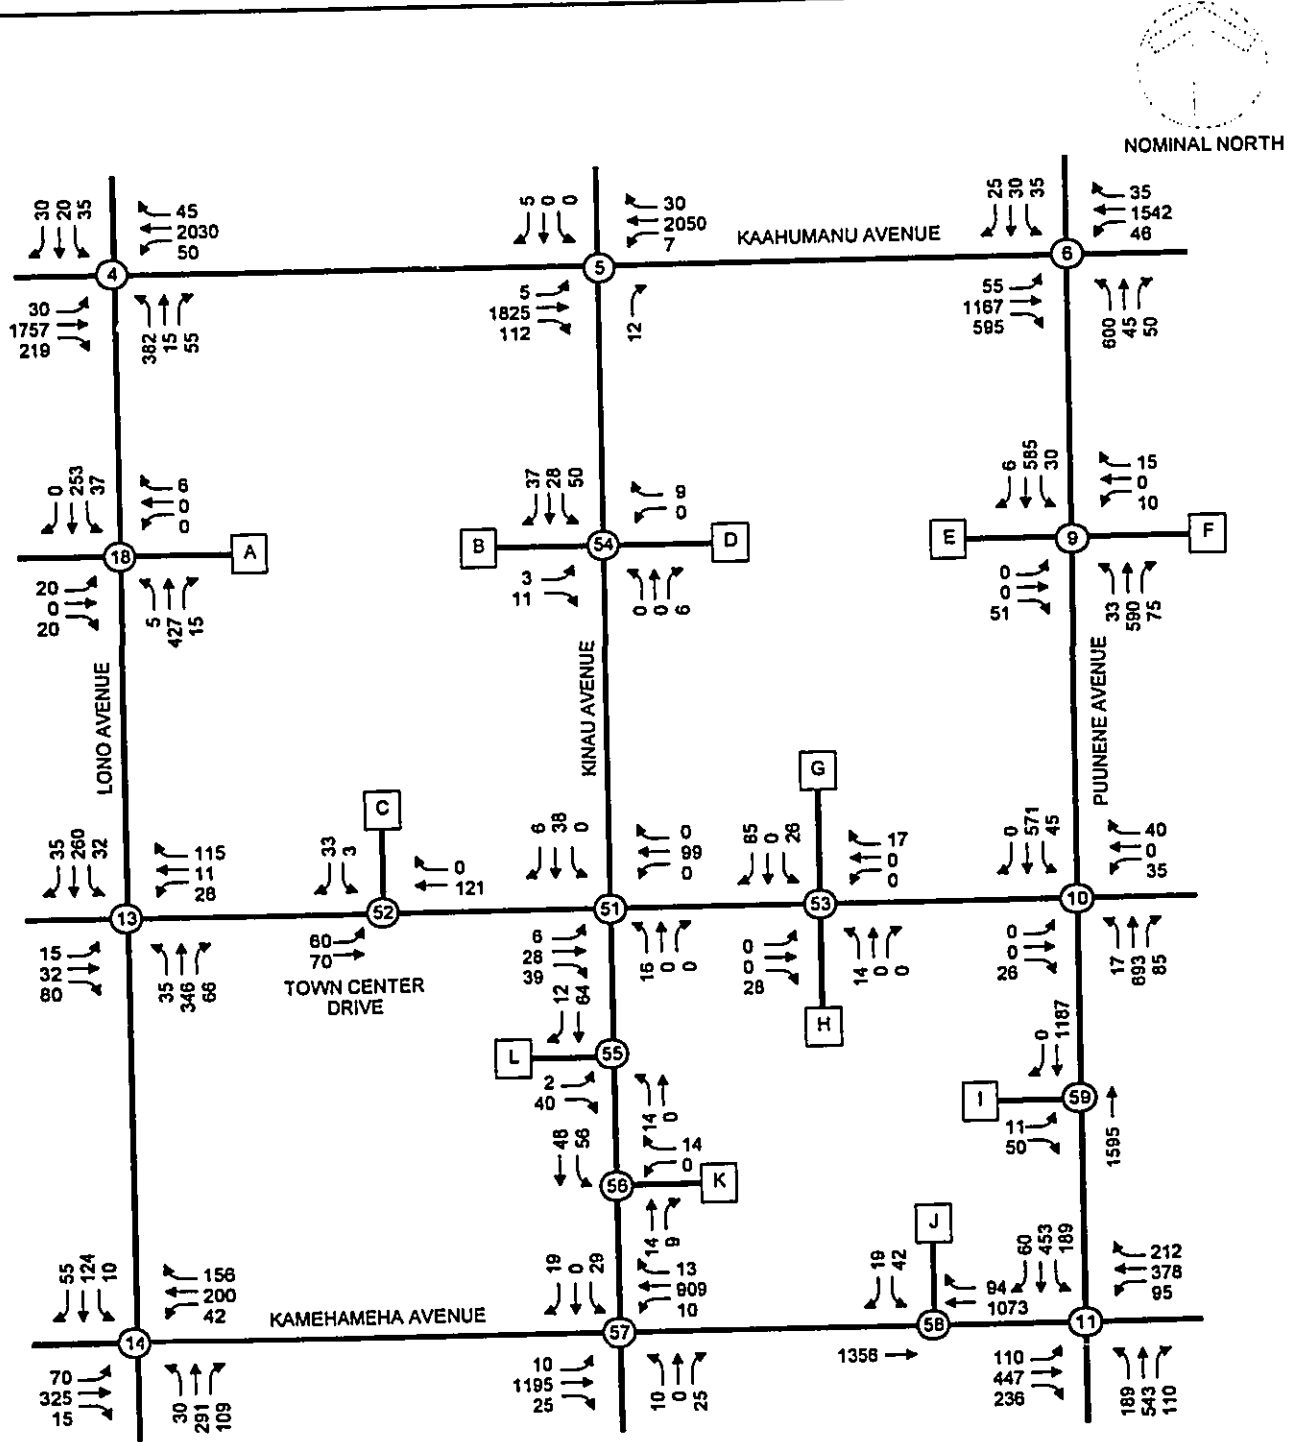 NOMINAL NORTH
30 20 35
45
2030
50
5 0 0
30
2050
7
KAAHUMANU AVENUE
25 30 35
35
1542
46
4
5
6
30
1757
219
382 15 55
5
1825
112
12
55
1167
595
600 45 50
0 253 37
6
0
0
37 28 50
9
0
6 585 30
15
0
10
18
A
B
54
D
E
9
F
20
0
20
5 427 15
3
11
0 0 6
0
0
51
33 590 75
LONO AVENUE
KINAU AVENUE
PUUNENE AVENUE
G
C
35 260 32
115
11
28
33 3
0
121
6 38 0
0
99
0
85 0 26
17
0
0
0 571 45
40
0
35
13
52
51
53
10
15
32
80
35 346 66
60
70
TOWN CENTER
DRIVE
6
28
39
16 0 0
0
0
28
14 0 0
0
0
26
17 693 85
12 64
H
0 1187
L
55
2
40
14 0
I
59
11
50
1595
48 56
14
0
56
K
14 9
J
55 124 10
156
200
42
19 0 29
13
909
10
19 42
94
1073
60 453 189
212
378
95
KAMEHAMEHA AVENUE
14
57
58
11
70
325
15
30 291 109
10
1195
25
10 0 25
1356
110
447
236
189 543 110